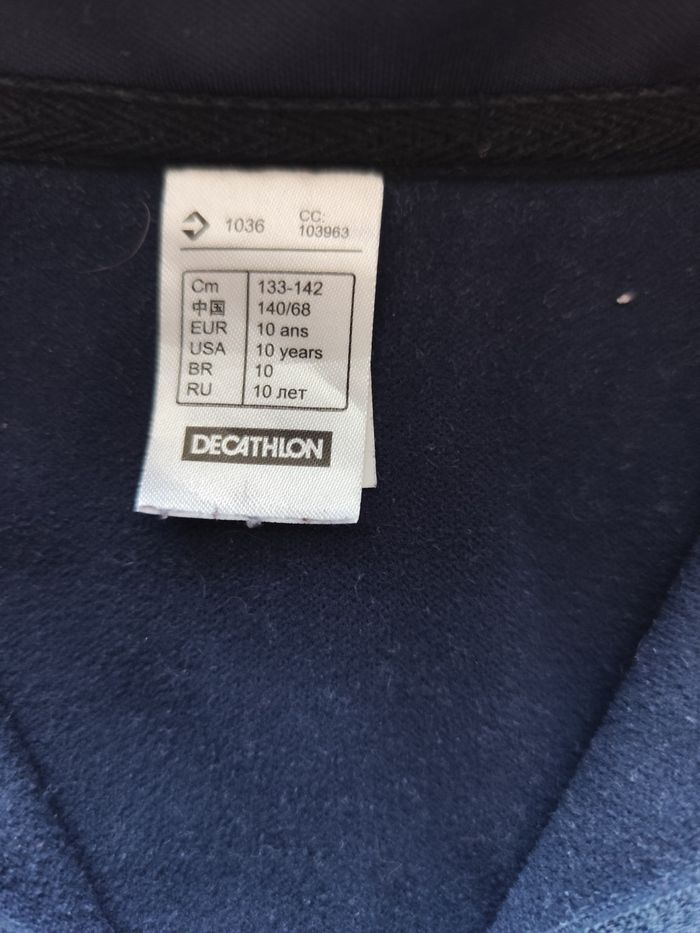 1036 CC:
103963
Cm 133-142
中国 140/68
EUR 10 ans
USA 10 years
BR 10
RU 10 лет
DECATHLON